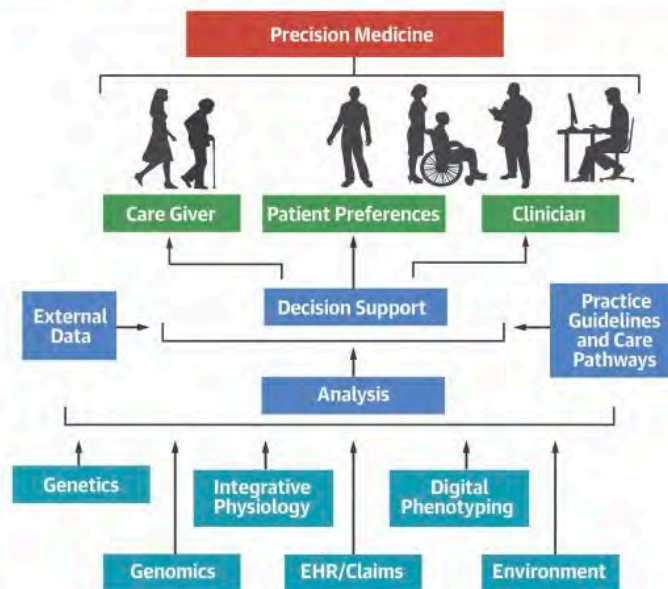 Precision Medicine
Care Giver
Patient Preferences
Clinician
External
Data
Decision Support
Practice
Guidelines
and Care
Pathways
Analysis
Genetics
Integrative
Physiology
Digital
Phenotyping
Genomics
EHR/Claims
Environment